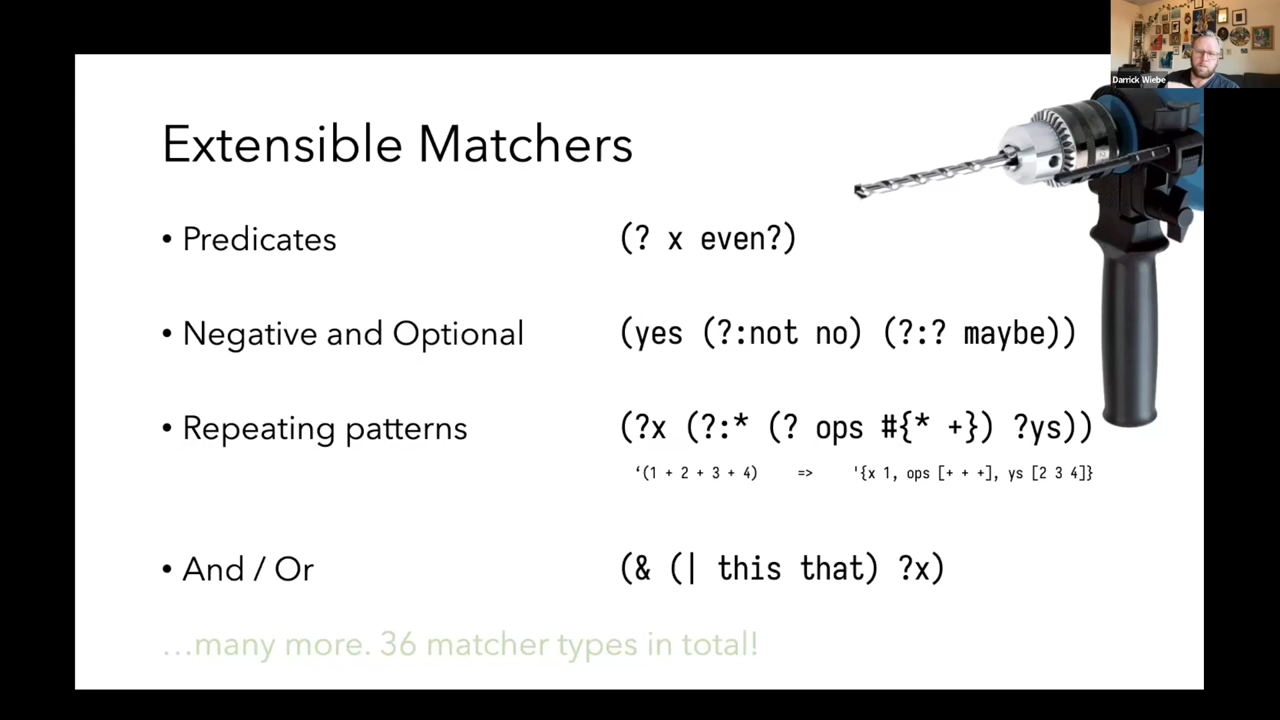 Darrick Wiebe
Extensible Matchers
• Predicates
(? x even?)
• Negative and Optional
(yes (?:not no) (?:? maybe))
• Repeating patterns
(?x (?:* (? ops #{* +}) ?ys))
‘(1 + 2 + 3 + 4) => '{x 1, ops [+ + +], ys [2 3 4]}
• And / Or
(& (| this that) ?x)
…many more. 36 matcher types in total!